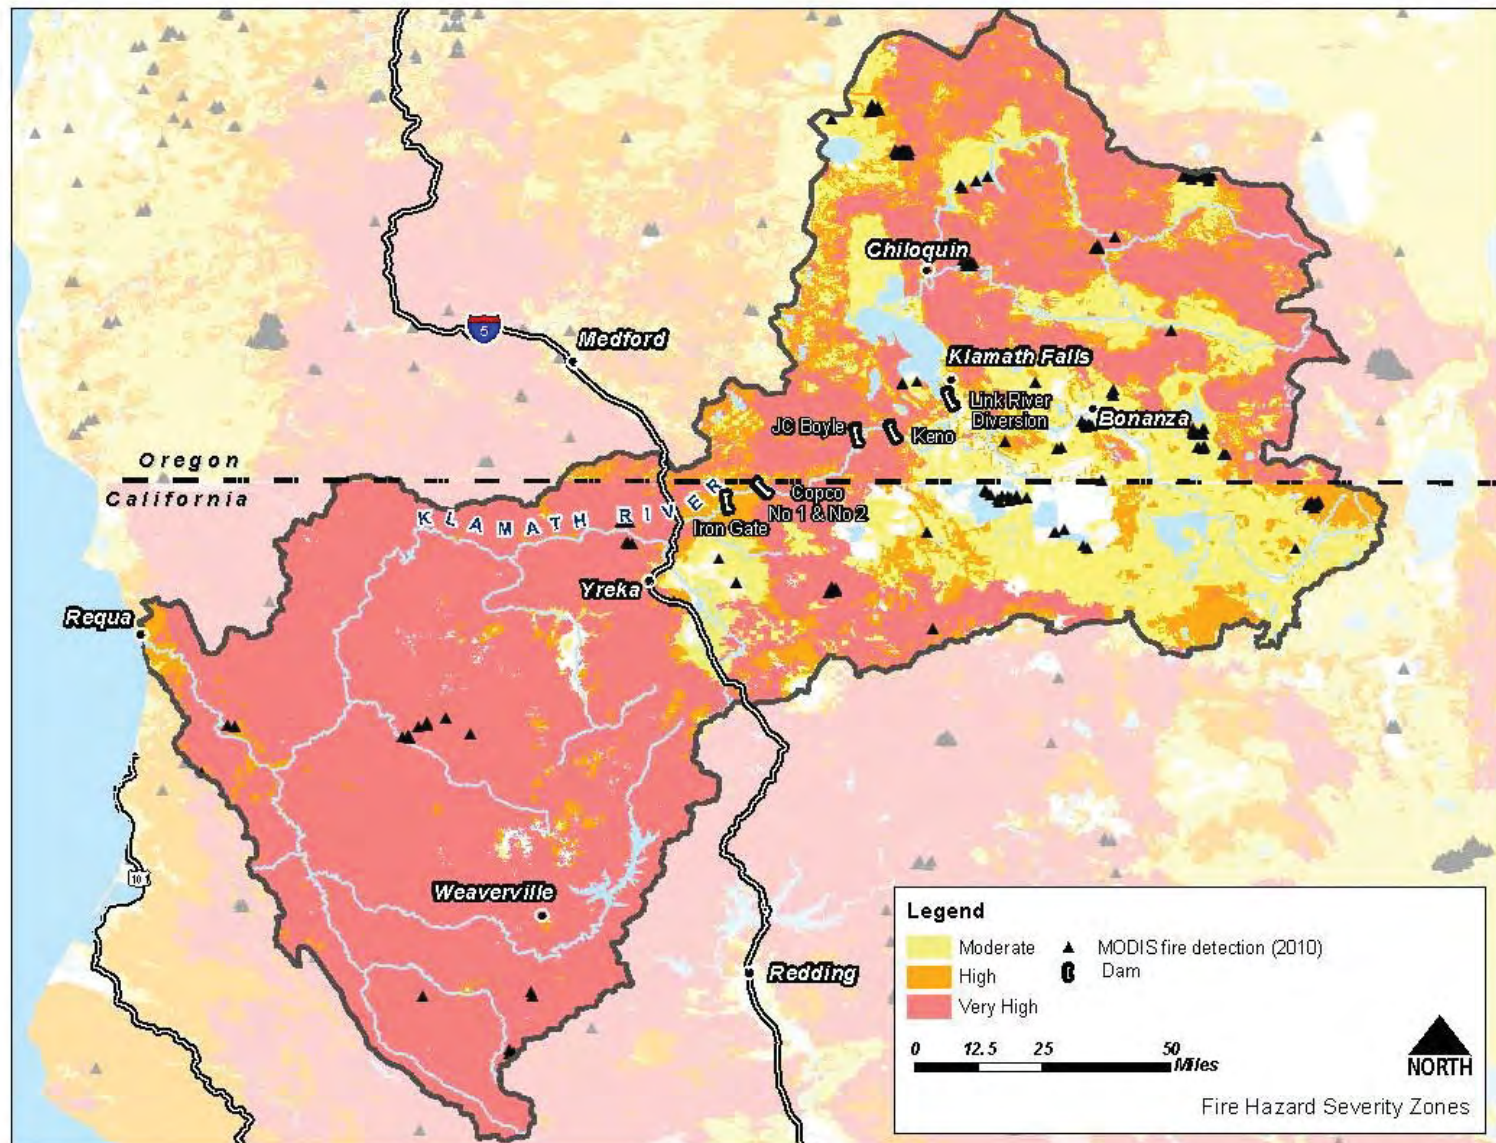 Chiloquin
5
Medford
Klamath Falls
Link River
Diversion
JC Boyle
Keno
Bonanza
Oregon
California
KLAMATH RIVER
Copco
No 1 & No 2
Iron Gate
Yreka
Requa
101
Weaverville
Redding
Legend
Moderate
MODIS fire detection (2010)
High
Dam
Very High
0 12.5 25 50
Miles
NORTH
Fire Hazard Severity Zones